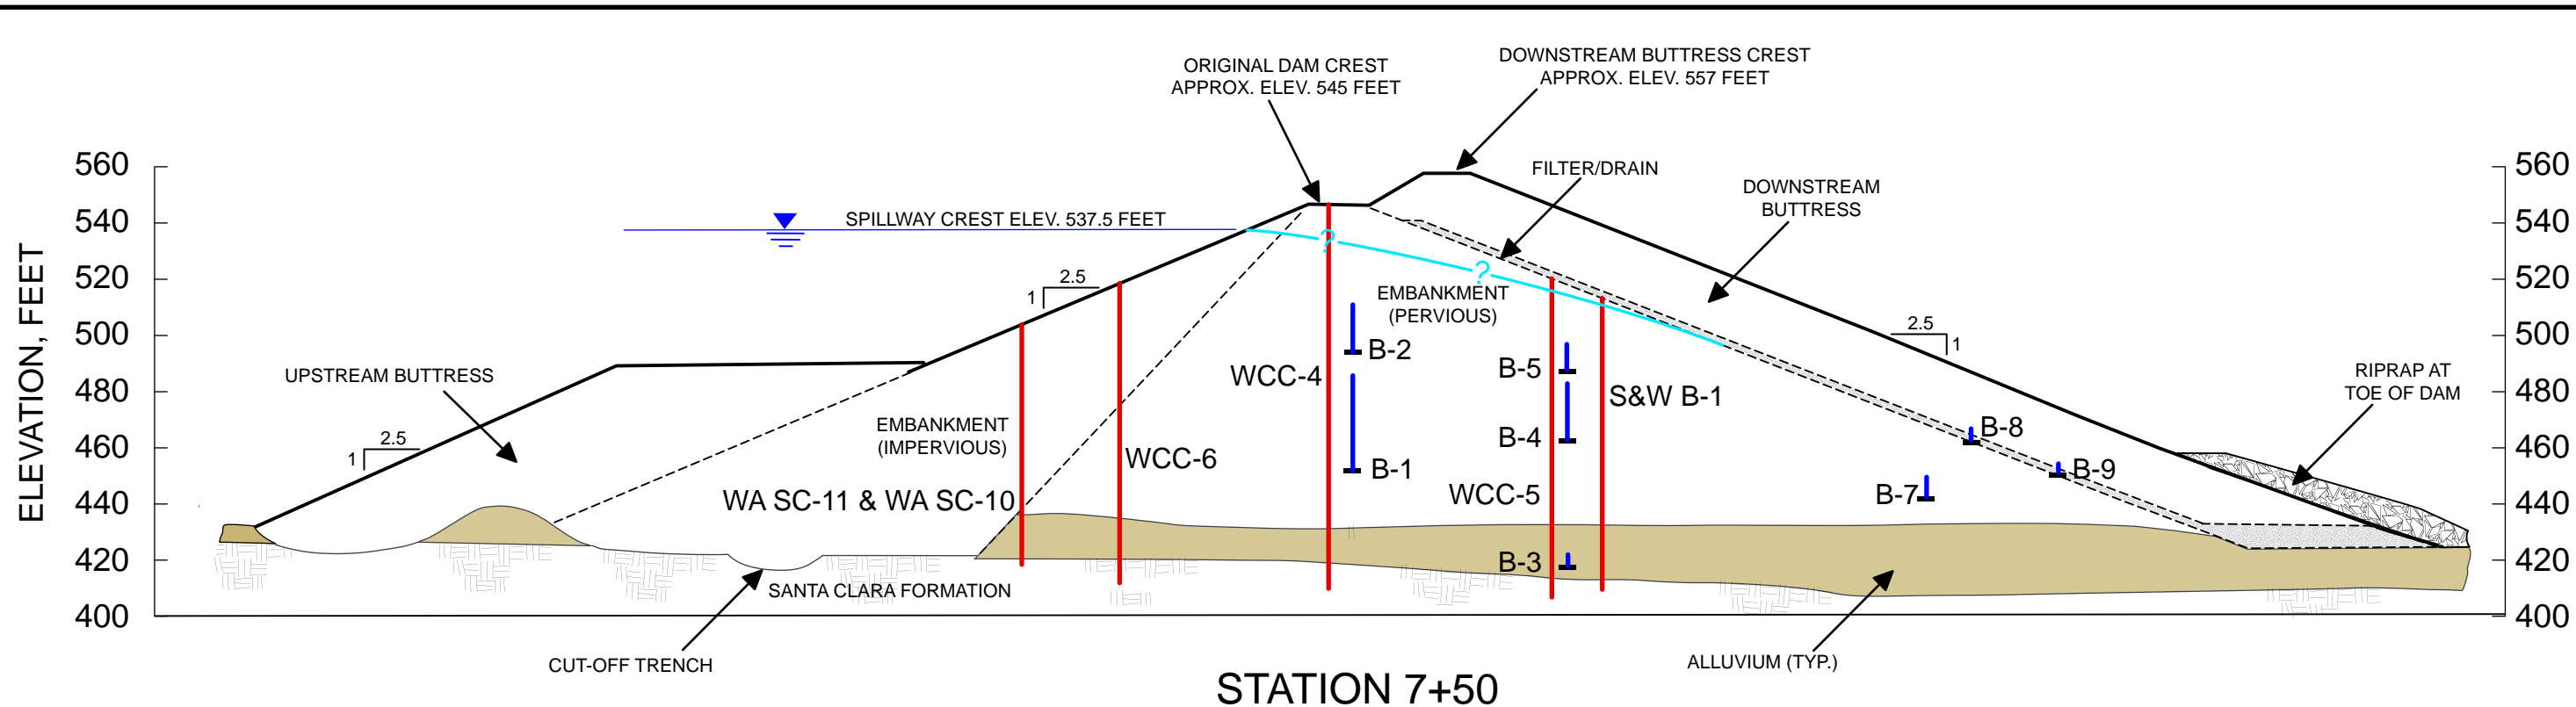 ORIGINAL DAM CREST
APPROX. ELEV. 545 FEET
DOWNSTREAM BUTTRESS CREST
APPROX. ELEV. 557 FEET
FILTER/DRAIN
DOWNSTREAM
BUTTRESS
SPILLWAY CREST ELEV. 537.5 FEET
ELEVATION, FEET
560
540
520
500
480
460
440
420
400
560
540
520
500
480
460
440
420
400
?
?
2.5
1
2.5
1
2.5
1
UPSTREAM BUTTRESS
EMBANKMENT
(IMPERVIOUS)
EMBANKMENT
(PERVIOUS)
WA SC-11 & WA SC-10
WCC-6
WCC-4
B-2
B-1
B-5
B-4
WCC-5
B-3
S&W B-1
B-8
B-9
B-7
RIPRAP AT
TOE OF DAM
SANTA CLARA FORMATION
CUT-OFF TRENCH
ALLUVIUM (TYP.)
STATION 7+50